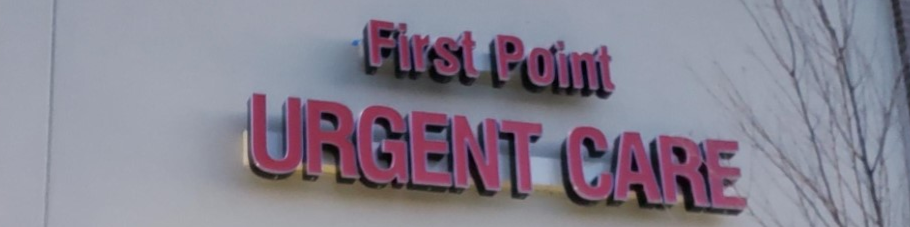 First Point
URGENT CARE